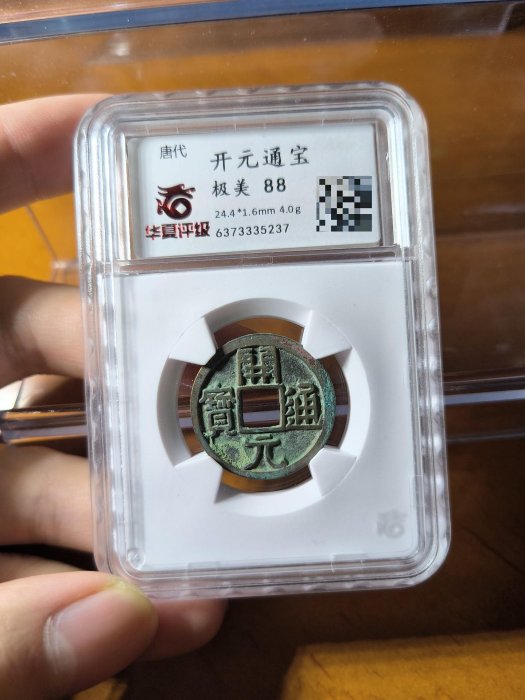 唐代
开元通宝
极美 88
24.4*1.6mm 4.0g
华夏评级
6373335237
開
寶 通
元